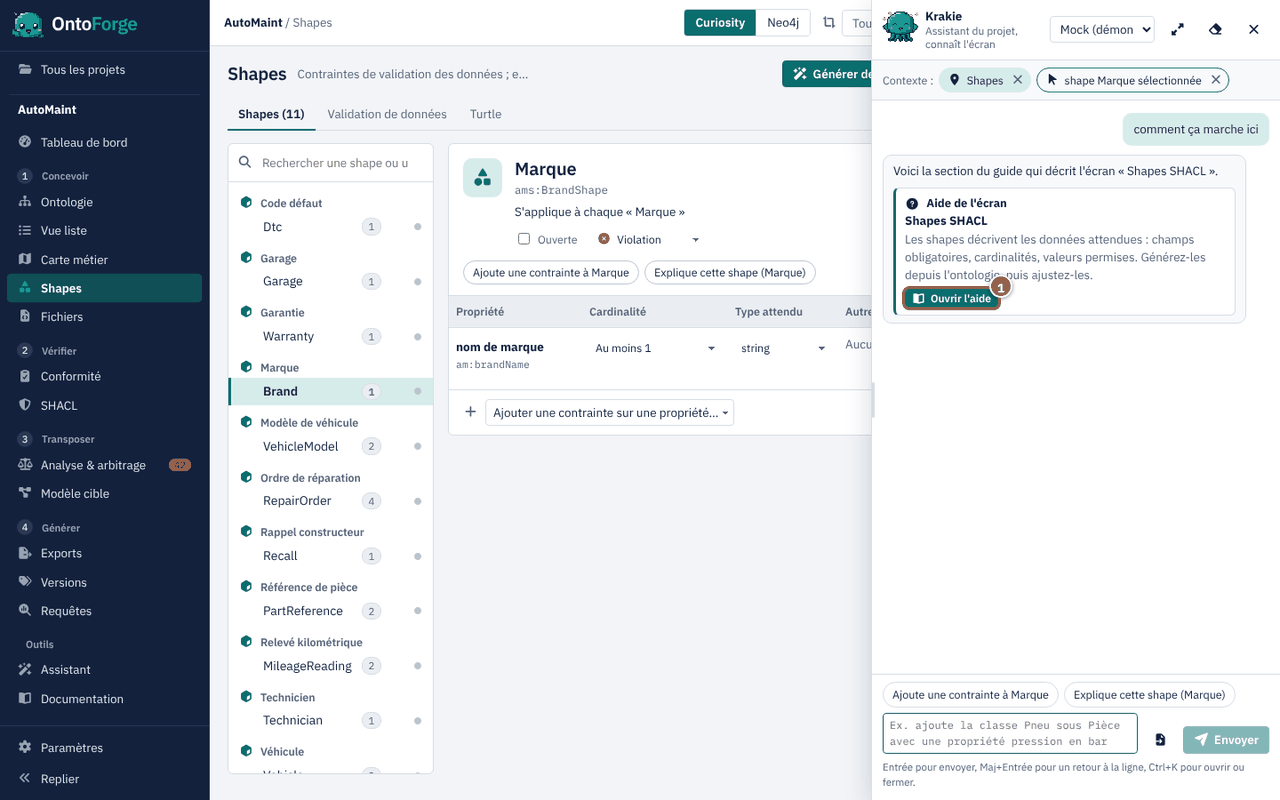 OntoForge
Tous les projets
AutoMaint
Tableau de bord
1 Concevoir
Ontologie
Vue liste
Carte métier
Shapes
Fichiers
2 Vérifier
Conformité
SHACL
3 Transposer
Analyse & arbitrage 42
Modèle cible
4 Générer
Exports
Versions
Requêtes
Outils
Assistant
Documentation
Paramètres
Replier
AutoMaint / Shapes
Curiosity Neo4j
Tou
Shapes Contraintes de validation des données ; e...
Générer de
Shapes (11) Validation de données Turtle
Rechercher une shape ou u
Code défaut
Dtc 1
Garage
Garage 1
Garantie
Warranty 1
Marque
Brand 1
Modèle de véhicule
VehicleModel 2
Ordre de réparation
RepairOrder 4
Rappel constructeur
Recall 1
Référence de pièce
PartReference 2
Relevé kilométrique
MileageReading 2
Technicien
Technician 1
Véhicule
Marque
ams:BrandShape
S'applique à chaque « Marque »
Ouverte Violation
Ajoute une contrainte à Marque Explique cette shape (Marque)
Propriété Cardinalité Type attendu Autre
nom de marque Au moins 1 string Aucu
am:brandName
Ajouter une contrainte sur une propriété...
Krakie
Assistant du projet,
connaît l'écran
Mock (démon
Contexte : Shapes shape Marque sélectionnée
comment ça marche ici
Voici la section du guide qui décrit l'écran « Shapes SHACL ».
Aide de l'écran
Shapes SHACL
Les shapes décrivent les données attendues : champs
obligatoires, cardinalités, valeurs permises. Générez-les
depuis l'ontologie, puis ajustez-les.
Ouvrir l'aide 1
Ajoute une contrainte à Marque Explique cette shape (Marque)
Ex. ajoute la classe Pneu sous Pièce
avec une propriété pression en bar
Envoyer
Entrée pour envoyer, Maj+Entrée pour un retour à la ligne, Ctrl+K pour ouvrir ou
fermer.